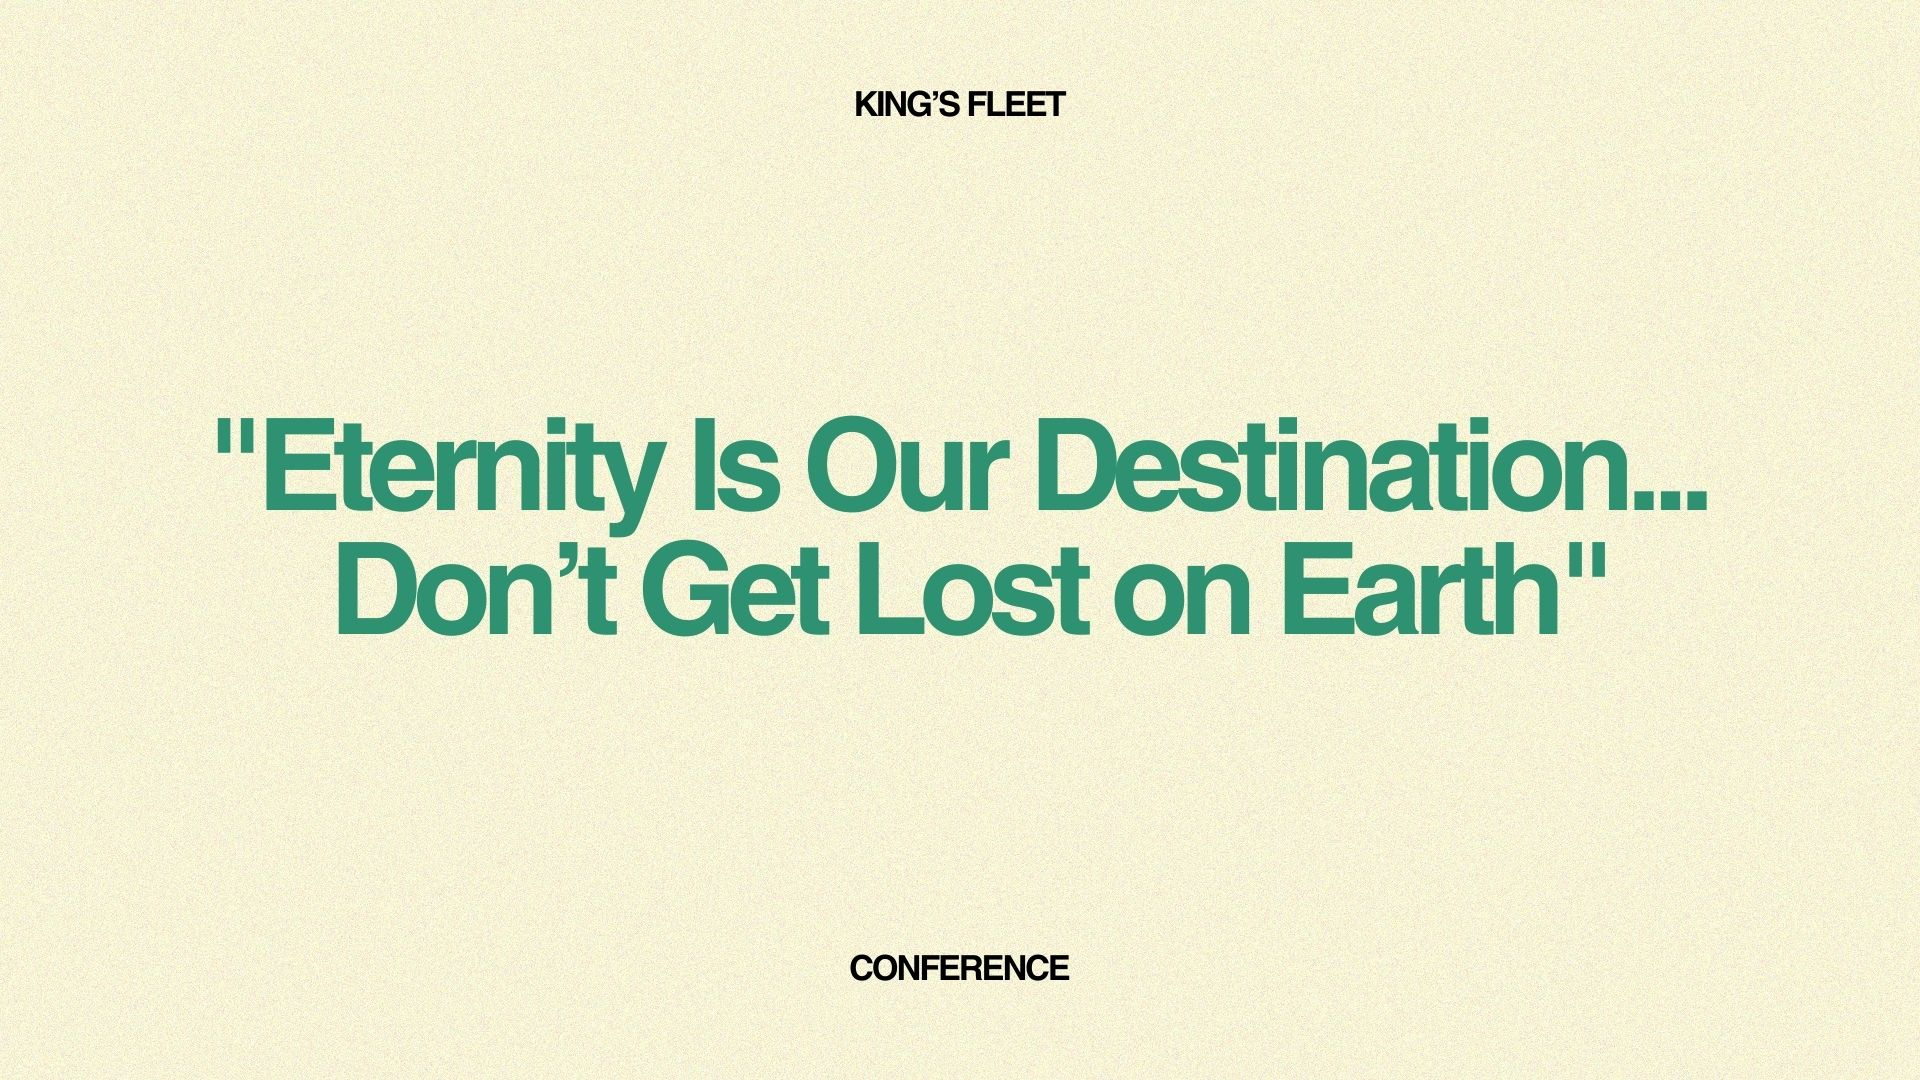 KING’S FLEET
"Eternity Is Our Destination...
Don’t Get Lost on Earth"
CONFERENCE